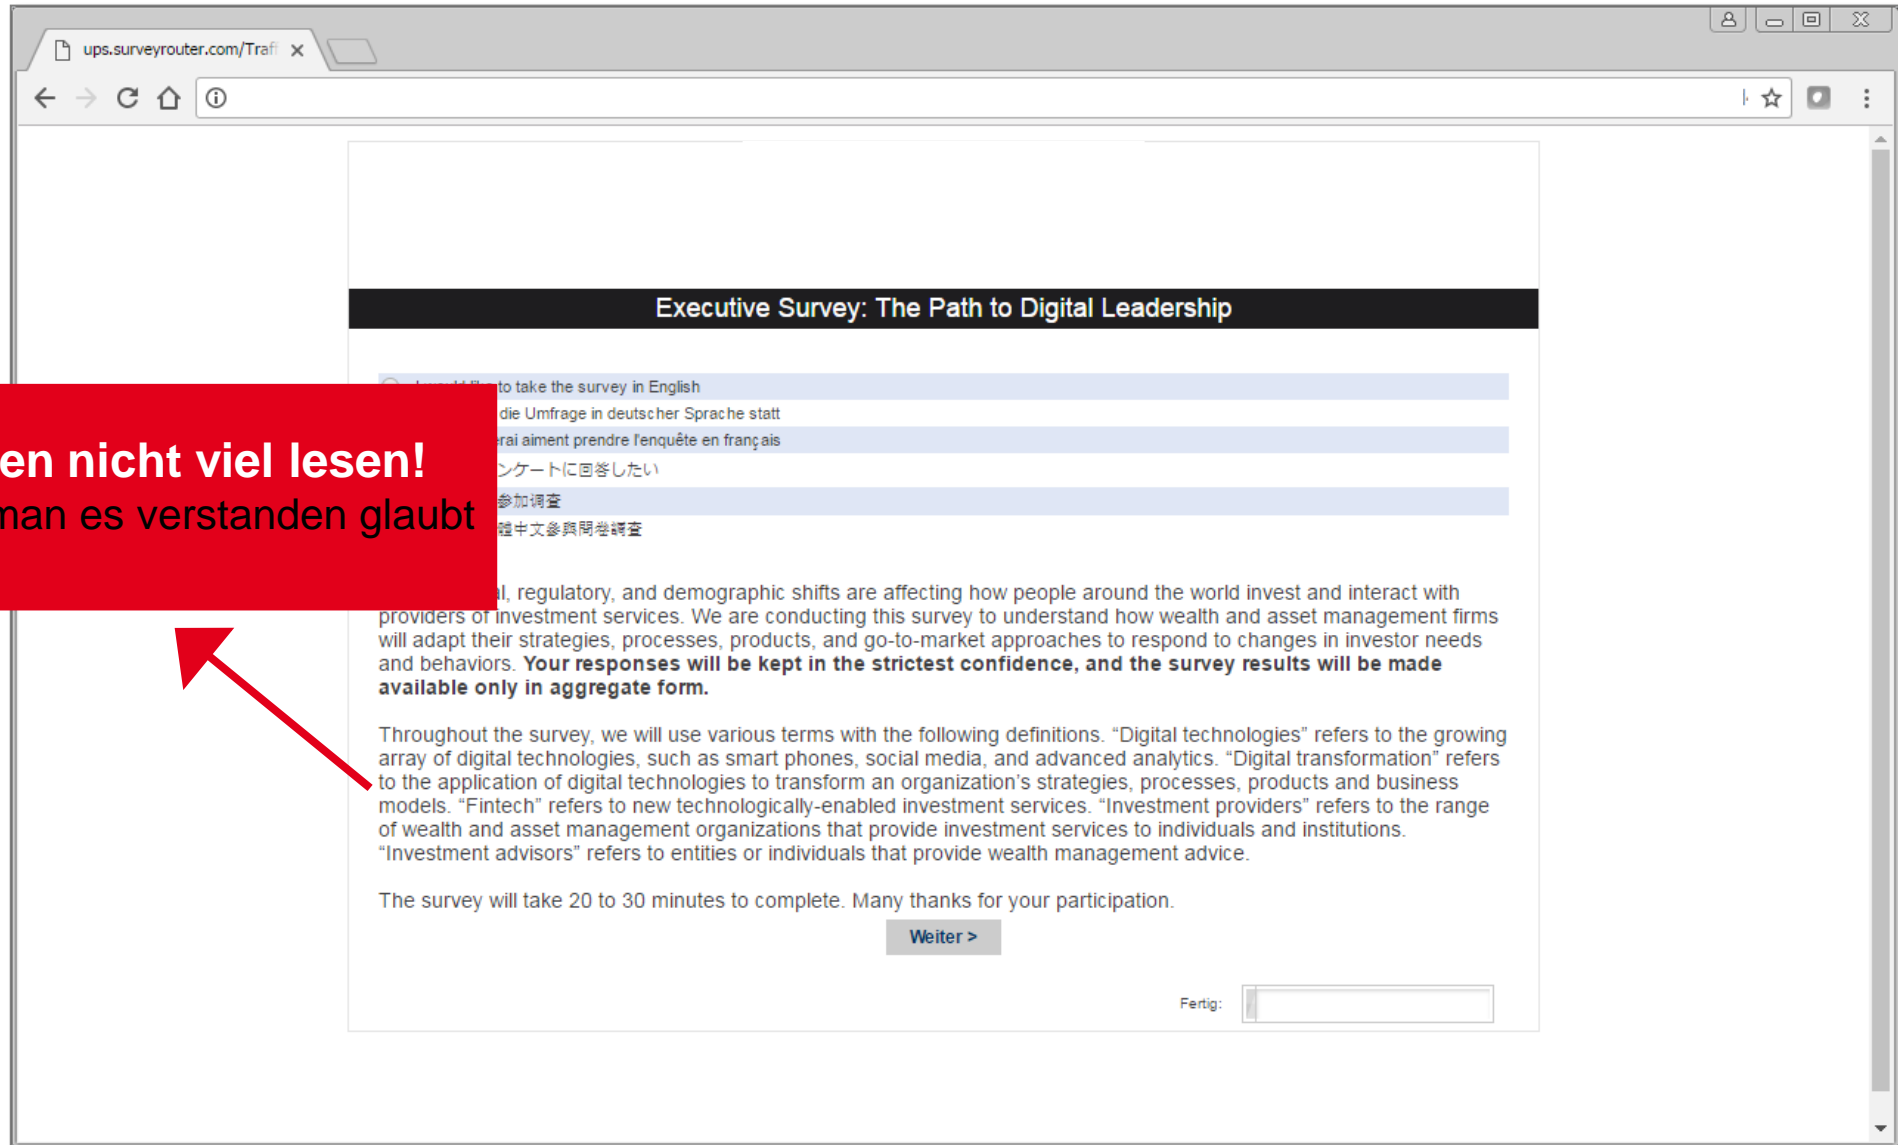 ups.surveyrouter.com/Traf
Executive Survey: The Path to Digital Leadership
to take the survey in English
die Umfrage in deutscher Sprache statt
erai aiment prendre l'enquête en français
ンケートに回答したい
参加调查
體中文參與問卷調查
en nicht viel lesen!
man es verstanden glaubt
l, regulatory, and demographic shifts are affecting how people around the world invest and interact with
providers of investment services. We are conducting this survey to understand how wealth and asset management firms
will adapt their strategies, processes, products, and go-to-market approaches to respond to changes in investor needs
and behaviors. Your responses will be kept in the strictest confidence, and the survey results will be made
available only in aggregate form.
Throughout the survey, we will use various terms with the following definitions. “Digital technologies” refers to the growing
array of digital technologies, such as smart phones, social media, and advanced analytics. “Digital transformation” refers
to the application of digital technologies to transform an organization’s strategies, processes, products and business
models. “Fintech” refers to new technologically-enabled investment services. “Investment providers” refers to the range
of wealth and asset management organizations that provide investment services to individuals and institutions.
“Investment advisors” refers to entities or individuals that provide wealth management advice.
The survey will take 20 to 30 minutes to complete. Many thanks for your participation.
Weiter >
Fertig: